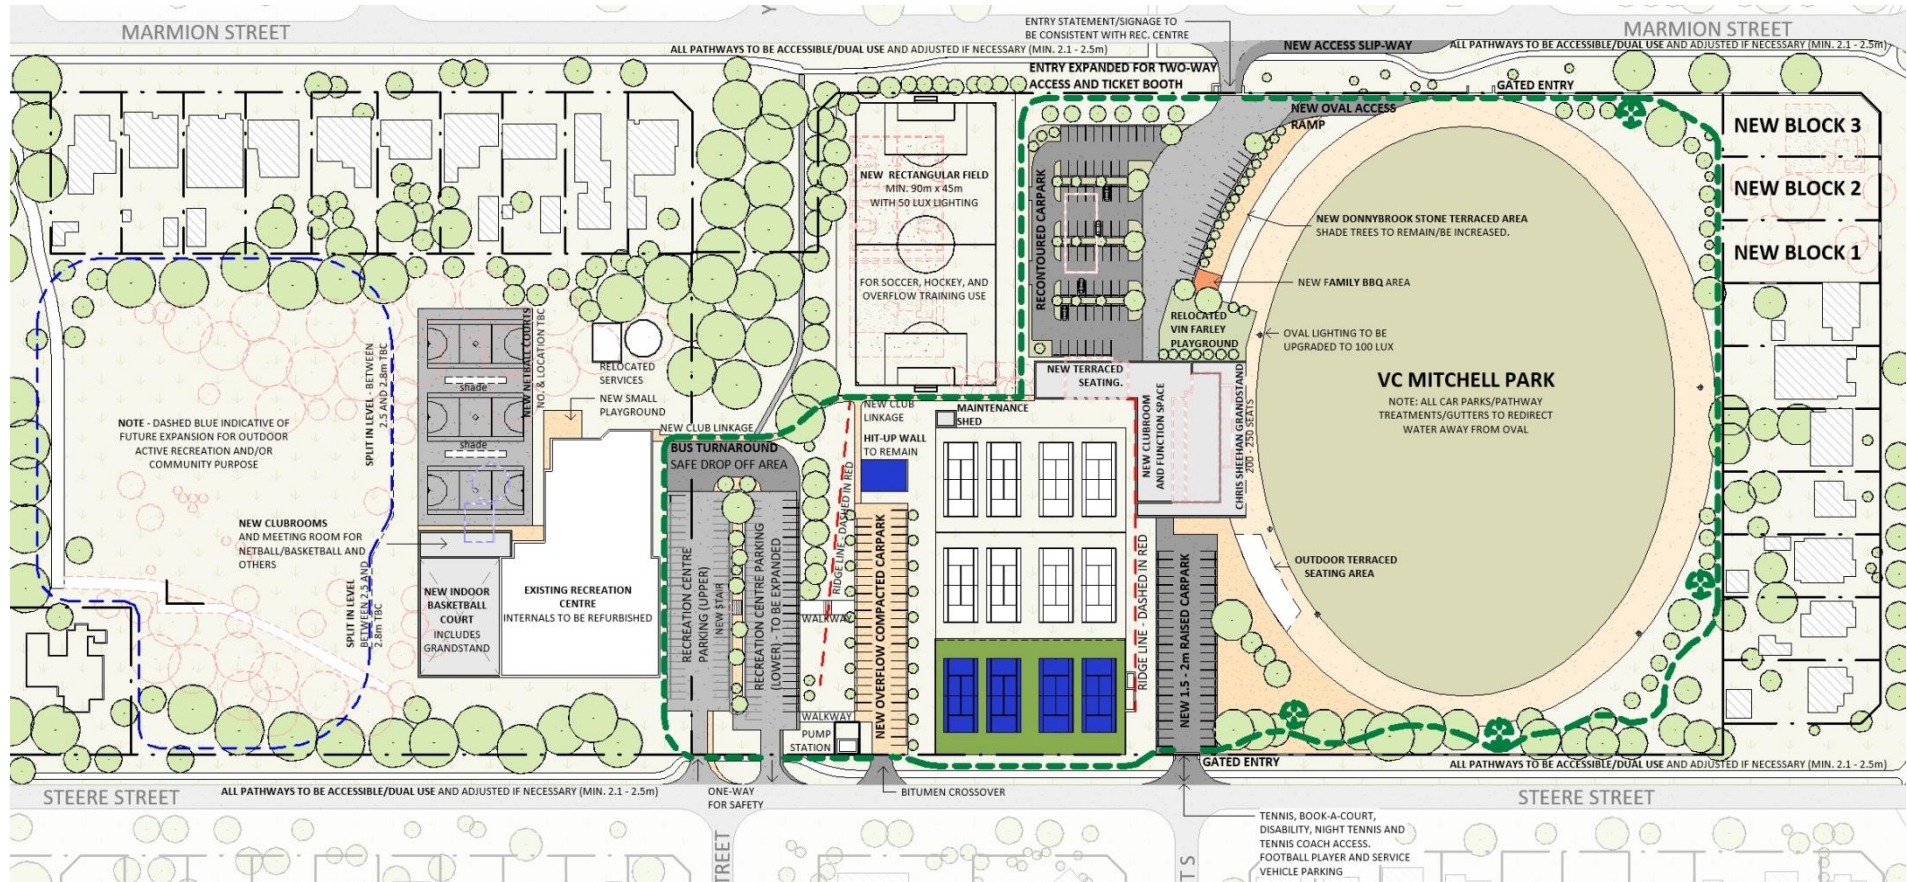 MARMION STREET
Y
ENTRY STATEMENT/SIGNAGE TO
BE CONSISTENT WITH REC. CENTRE
MARMION STREET
ALL PATHWAYS TO BE ACCESSIBLE/DUAL USE AND ADJUSTED IF NECESSARY (MIN. 2.1 - 2.5m)
NEW ACCESS SLIP-WAY
ALL PATHWAYS TO BE ACCESSIBLE/DUAL USE AND ADJUSTED IF NECESSARY (MIN. 2.1 - 2.5m)
ENTRY EXPANDED FOR TWO-WAY
ACCESS AND TICKET BOOTH
GATED ENTRY
NEW OVAL ACCESS
RAMP
NEW BLOCK 3
NEW BLOCK 2
NEW BLOCK 1
NEW RECTANGULAR FIELD
MIN. 90m x 45m
WITH 50 LUX LIGHTING
FOR SOCCER, HOCKEY, AND
OVERFLOW TRAINING USE
RECONTOURED CARPARK
NEW DONNYBROOK STONE TERRACED AREA
SHADE TREES TO REMAIN/BE INCREASED.
NEW FAMILY BBQ AREA
RELOCATED
VIN FARLEY
PLAYGROUND
OVAL LIGHTING TO BE
UPGRADED TO 100 LUX
VC MITCHELL PARK
NOTE: ALL CAR PARKS/PATHWAY
TREATMENTS/GUTTERS TO REDIRECT
WATER AWAY FROM OVAL
NEW TERRACED
SEATING.
NEW CLUBROOM
AND FUNCTION SPACE
CHRIS SHEEHAN GRANDSTAND
200 - 250 SEATS
SPLIT IN LEVEL - BETWEEN
2.5 AND 2.8m TBC
shade
shade
NEW NETBALL COURTS
NO. & LOCATION TBC
RELOCATED
SERVICES
NEW SMALL
PLAYGROUND
NOTE - DASHED BLUE INDICATIVE OF
FUTURE EXPANSION FOR OUTDOOR
ACTIVE RECREATION AND/OR
COMMUNITY PURPOSE
NEW CLUB LINKAGE
BUS TURNAROUND
SAFE DROP OFF AREA
NEW CLUB
LINKAGE
HIT-UP WALL
TO REMAIN
MAINTENANCE
SHED
NEW CLUBROOMS
AND MEETING ROOM FOR
NETBALL/BASKETBALL AND
OTHERS
SPLIT IN LEVEL
BETWEEN 2.5 AND
2.8m TBC
NEW INDOOR
BASKETBALL
COURT
INCLUDES
GRANDSTAND
EXISTING RECREATION
CENTRE
INTERNALS TO BE REFURBISHED
RECREATION CENTRE
PARKING (UPPER)
NEW STAIR
RECREATION CENTRE PARKING
(LOWER) - TO BE EXPANDED
RIDGE LINE - DASHED IN RED
WALKWAY
WALKWAY
PUMP
STATION
NEW OVERFLOW COMPACTED CARPARK
RIDGE LINE - DASHED IN RED
NEW 1.5 - 2m RAISED CARPARK
OUTDOOR TERRACED
SEATING AREA
GATED ENTRY
ALL PATHWAYS TO BE ACCESSIBLE/DUAL USE AND ADJUSTED IF NECESSARY (MIN. 2.1 - 2.5m)
STEERE STREET
ALL PATHWAYS TO BE ACCESSIBLE/DUAL USE AND ADJUSTED IF NECESSARY (MIN. 2.1 - 2.5m)
ONE-WAY
FOR SAFETY
BITUMEN CROSSOVER
STEERE STREET
TREET
T S
TENNIS, BOOK-A-COURT,
DISABILITY, NIGHT TENNIS AND
TENNIS COACH ACCESS.
FOOTBALL PLAYER AND SERVICE
VEHICLE PARKING